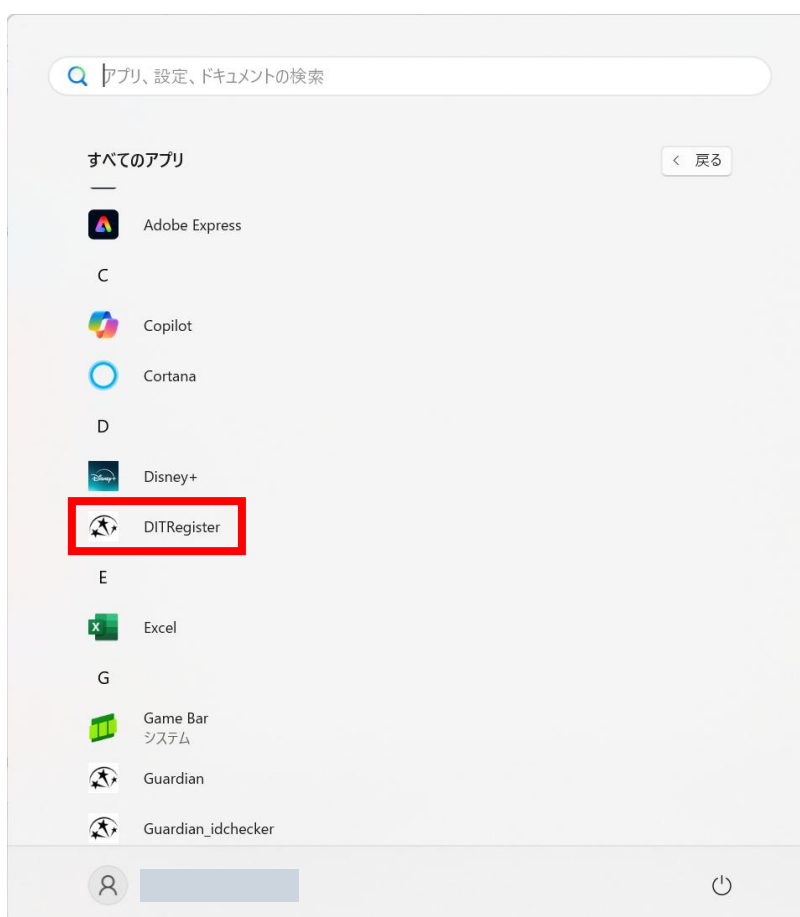 アプリ、設定、ドキュメントの検索
すべてのアプリ
戻る
Adobe Express
C
Copilot
Cortana
D
Disney+
Disney+
DITRegister
E
X
Excel
G
Game Bar
システム
Guardian
Guardian_idchecker